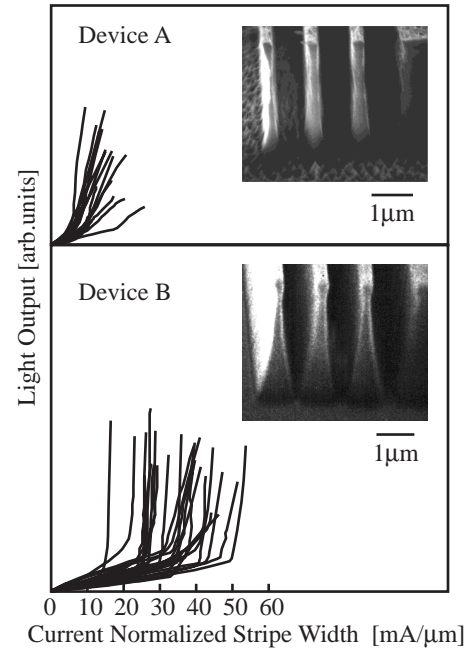 Device A
1μm
Light Output [arb.units]
Device B
1μm
0 10 20 30 40 50 60
Current Normalized Stripe Width [mA/μm]